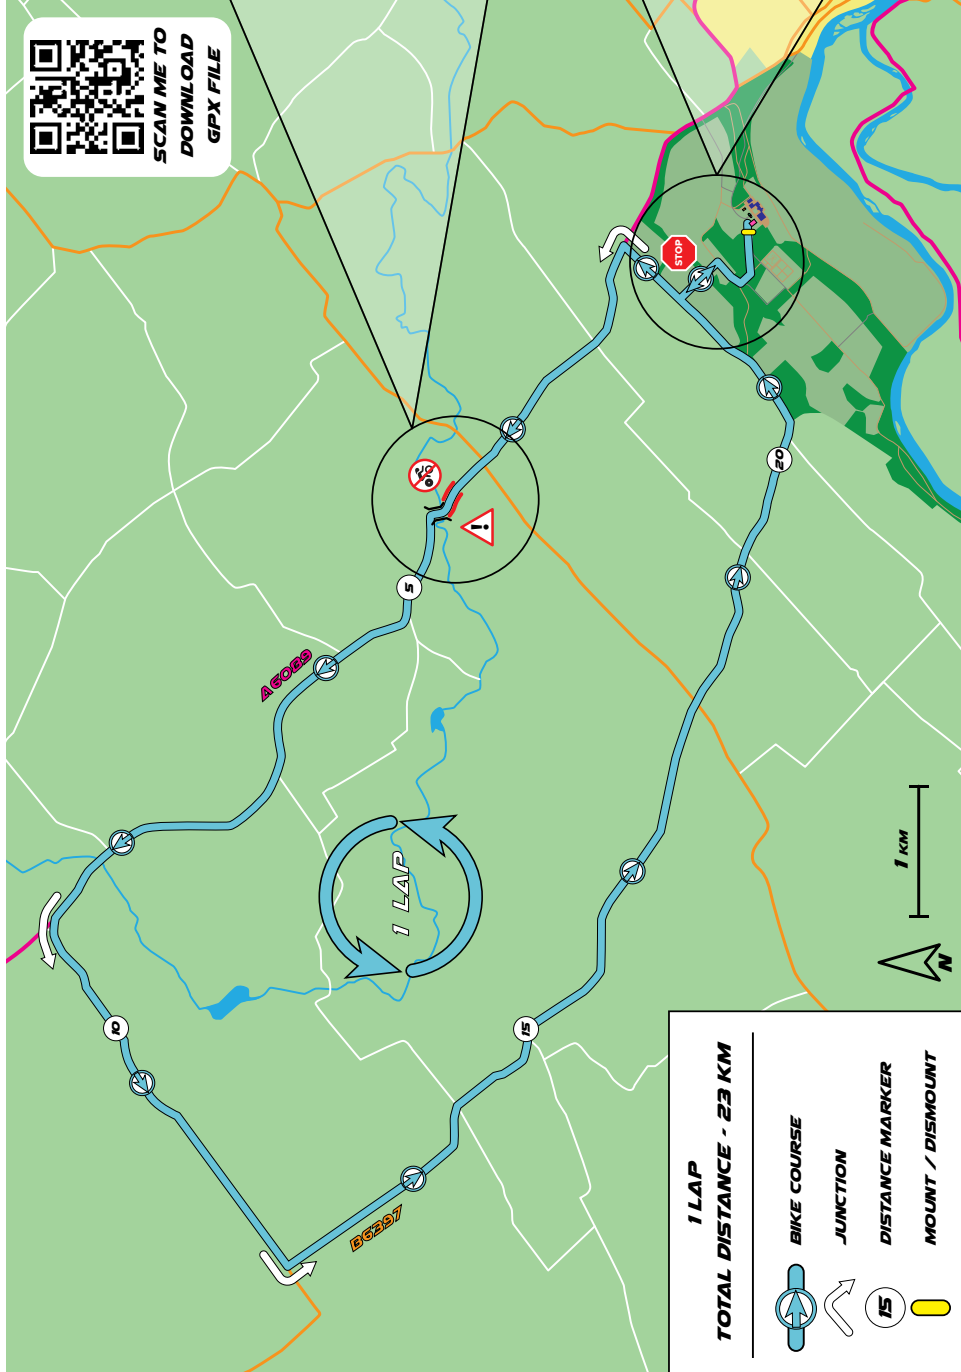 SCAN ME TO
DOWNLOAD
GPX FILE
STOP
5
A6089
1 LAP
10
15
20
B6397
1 KM
N
1 LAP
TOTAL DISTANCE - 23 KM
BIKE COURSE
JUNCTION
15
DISTANCE MARKER
MOUNT / DISMOUNT